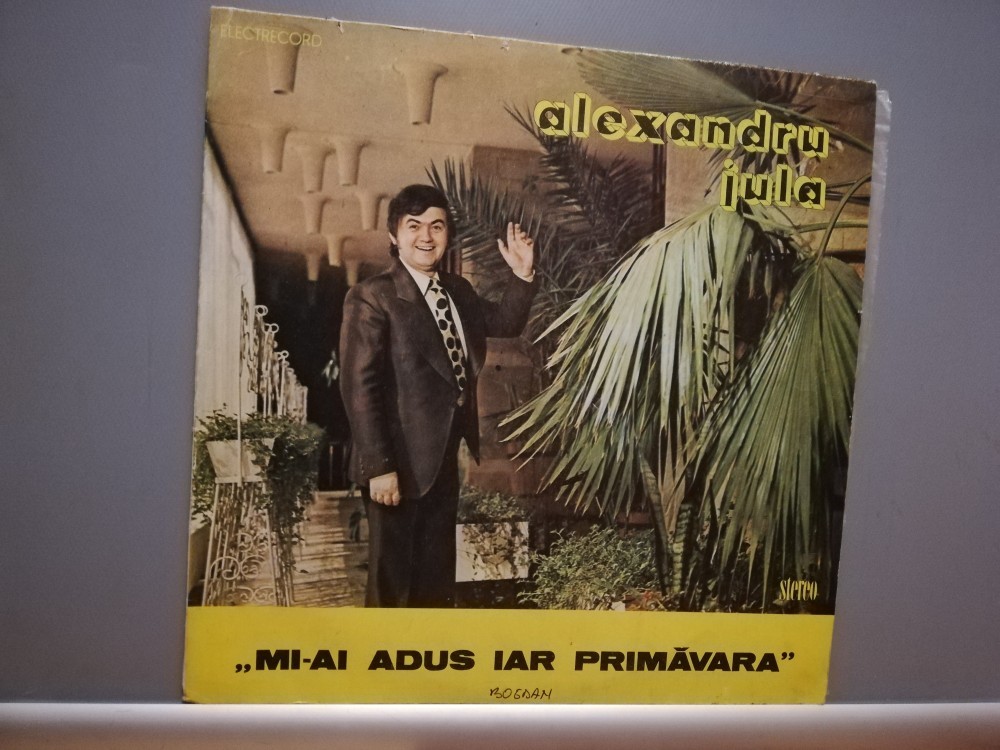 ELECTRECORD
alexandru
jula
stereo
„MI-AI ADUS IAR PRIMĂVARA”
BOGDAN